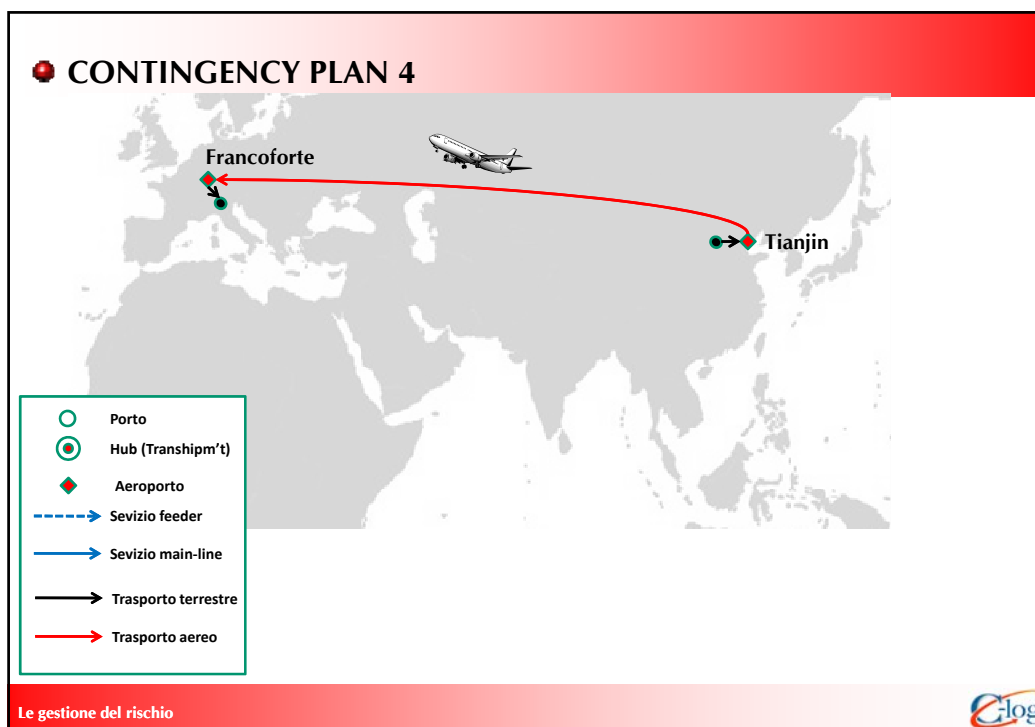 CONTINGENCY PLAN 4
Francoforte
Tianjin
Porto
Hub (Transhipm't)
Aeroporto
Sevizio feeder
Sevizio main-line
Trasporto terrestre
Trasporto aereo
Le gestione del rischio
C-log